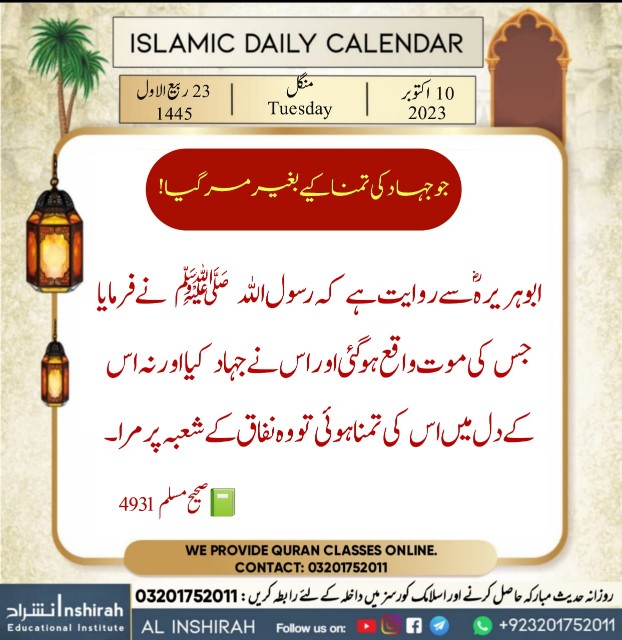 ISLAMIC DAILY CALENDAR
10 اکتوبر 2023 | منگل Tuesday | 23 ربیع الاول 1445
جو جہاد کی تمنا کیے بغیر مر گیا!
ابوہریرہؓ سے روایت ہے کہ رسول اللہ ﷺ نے فرمایا
جس کی موت واقع ہوگئی اور اس نے جہاد کیا اور نہ اس
کے دل میں اس کی تمنا ہوئی تو وہ نفاق کے شعبہ پر مرا۔
صحیح مسلم 4931
WE PROVIDE QURAN CLASSES ONLINE.
CONTACT: 03201752011
روزانہ حدیث مبارکہ حاصل کرنے اور اسلامک کورسز میں داخلہ کے لئے رابطہ کریں : 03201752011
انشراح Inshirah
Educational Institute
AL INSHIRAH Follow us on: +923201752011